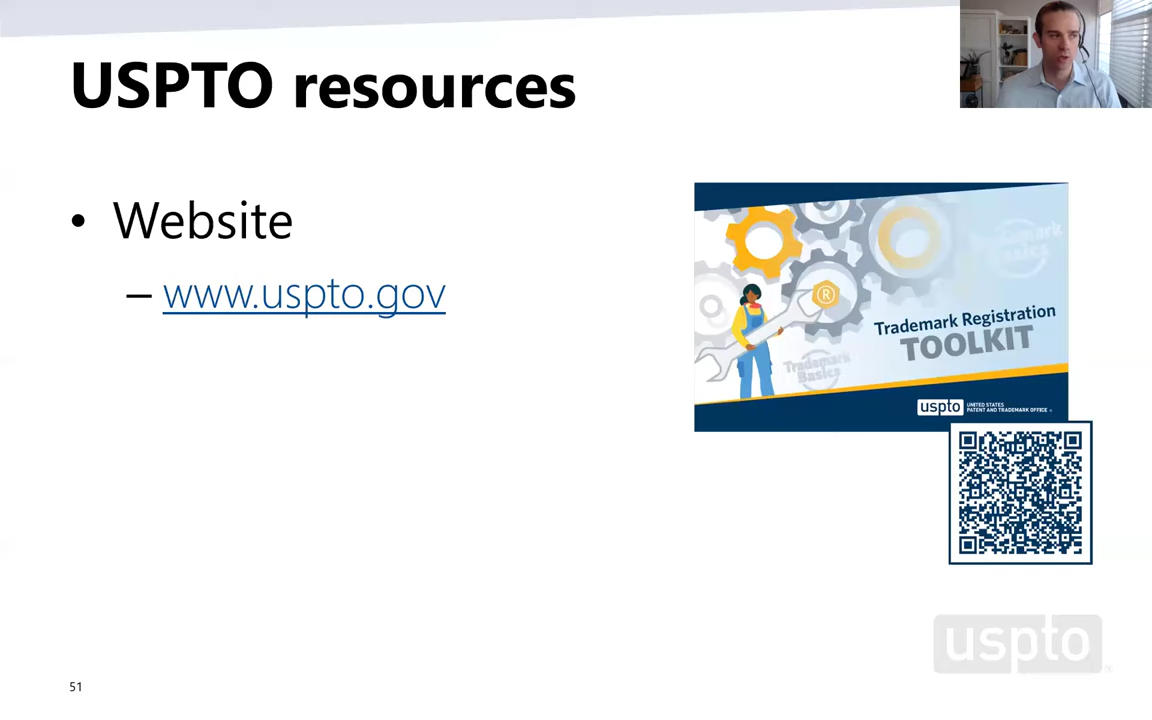 USPTO resources
• Website
– www.uspto.gov
Trademark Basics
®
Trademark Registration
TOOLKIT
Trademark Basics
uspto UNITED STATES
PATENT AND TRADEMARK OFFICE
uspto
51